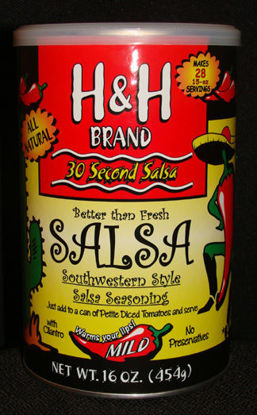 MAKES
28
15-oz
SERVINGS
H&H
BRAND
ALL
NATURAL
30 Second Salsa
Better than Fresh
SALSA
Southwestern Style
Salsa Seasoning
Just add to a can of Petite Diced Tomatoes and serve
with
Cilantro
Warms your lips!
MILD
No
Preservatives
NET WT. 16 OZ. (454g)